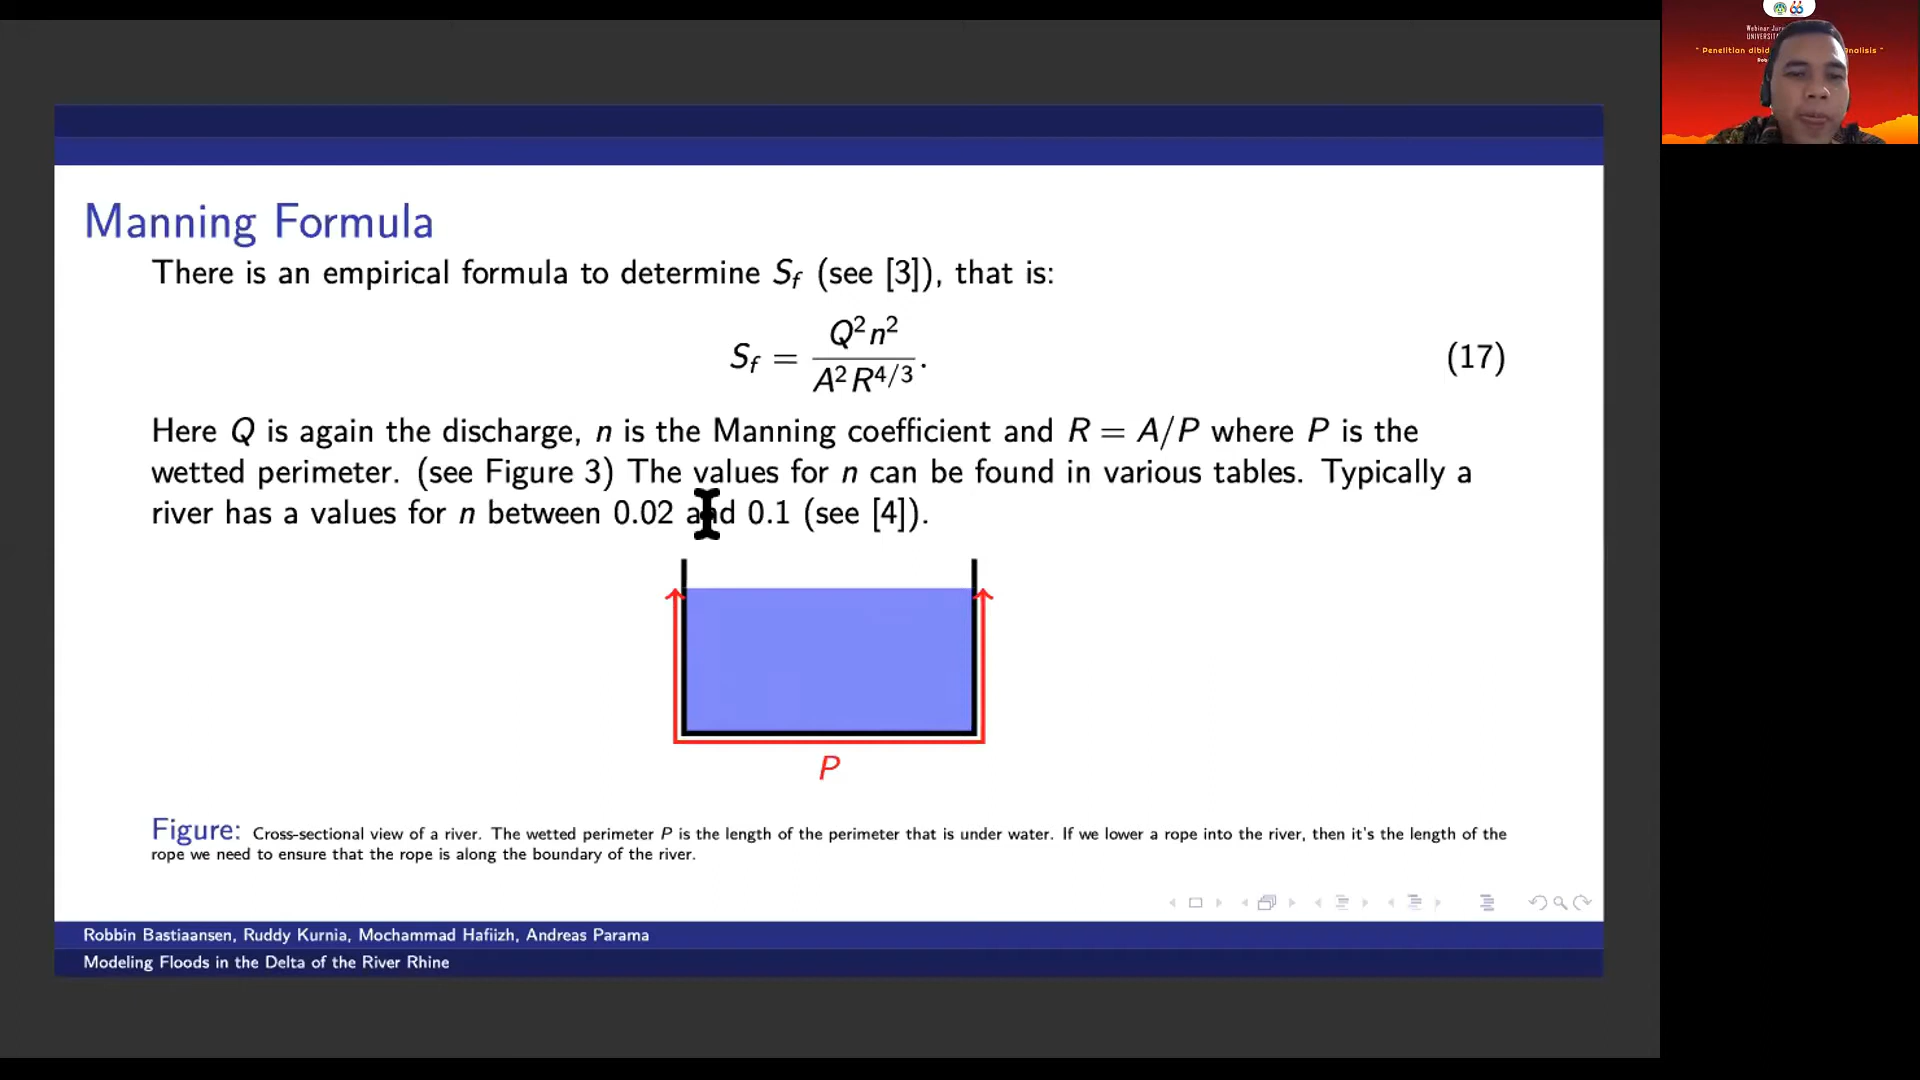 Manning Formula
There is an empirical formula to determine S_f (see [3]), that is:
S_f = Q²n² / A²R^{4/3}. (17)
Here Q is again the discharge, n is the Manning coefficient and R = A/P where P is the
wetted perimeter. (see Figure 3) The values for n can be found in various tables. Typically a
river has a values for n between 0.02 and 0.1 (see [4]).
P
Figure: Cross-sectional view of a river. The wetted perimeter P is the length of the perimeter that is under water. If we lower a rope into the river, then it's the length of the
rope we need to ensure that the rope is along the boundary of the river.
Robbin Bastiaansen, Ruddy Kurnia, Mochammad Hafiizh, Andreas Parama
Modeling Floods in the Delta of the River Rhine
66
Webinar
" Penelitian